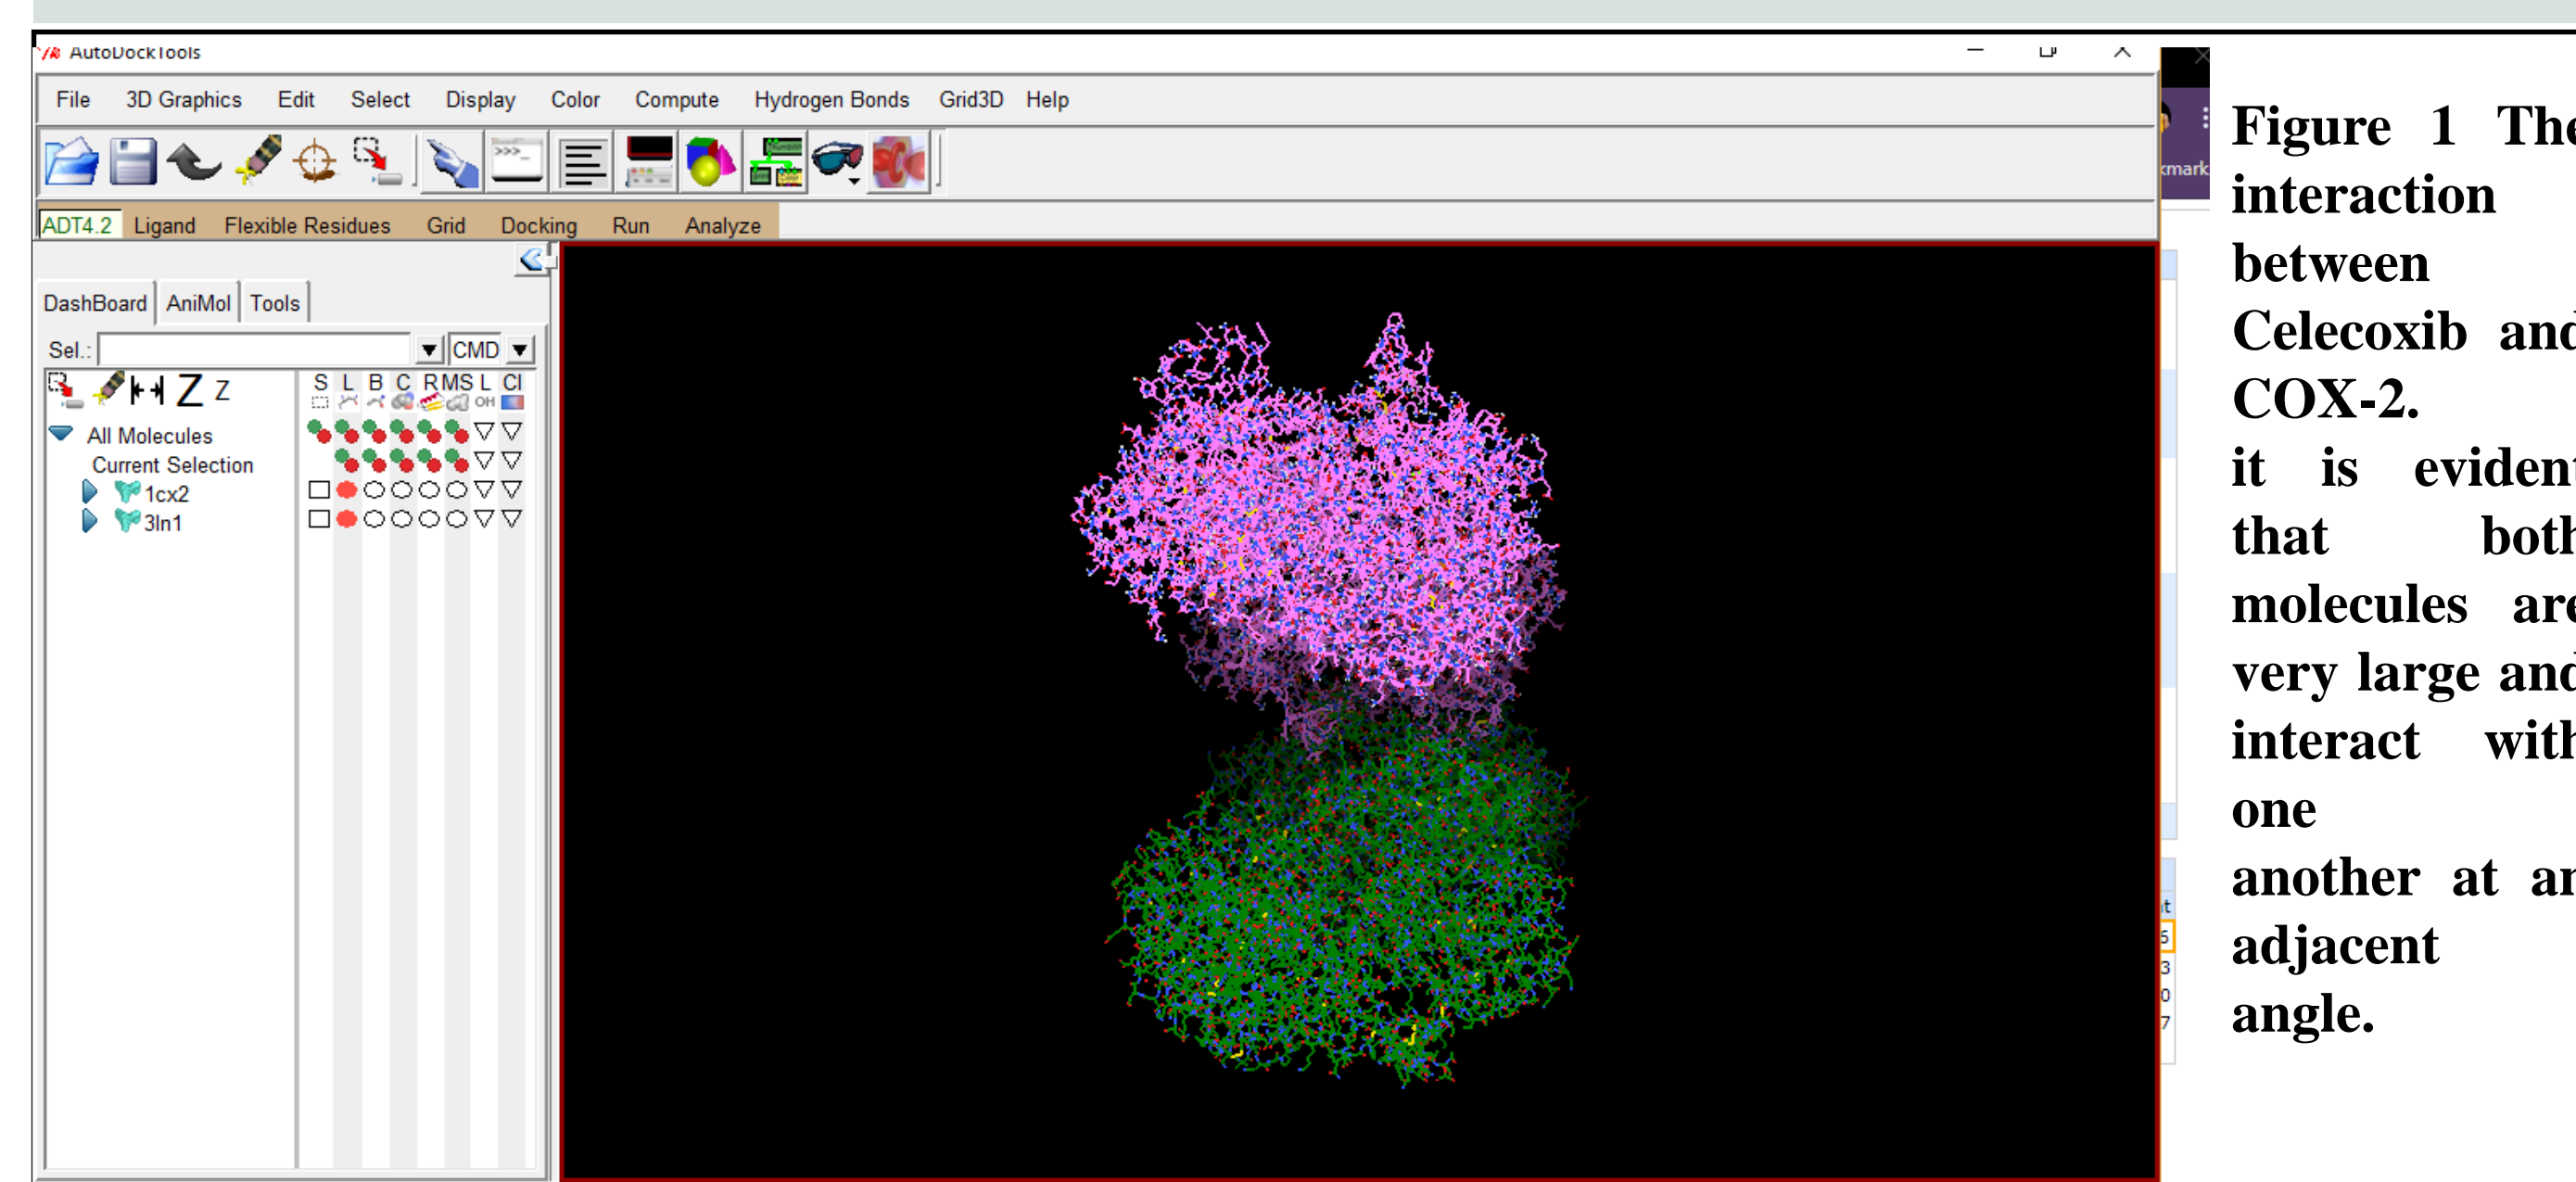 AutoDockTools
File 3D Graphics Edit Select Display Color Compute Hydrogen Bonds Grid3D Help
ADT4.2 Ligand Flexible Residues Grid Docking Run Analyze
DashBoard AniMol Tools
Sel.: CMD
Z Z S L B C R MS L Cl
OH
All Molecules
Current Selection
1cx2
3ln1
Figure 1 The
interaction
between
Celecoxib and
COX-2.
it is evident
that both
molecules are
very large and
interact with
one
another at an
adjacent
angle.